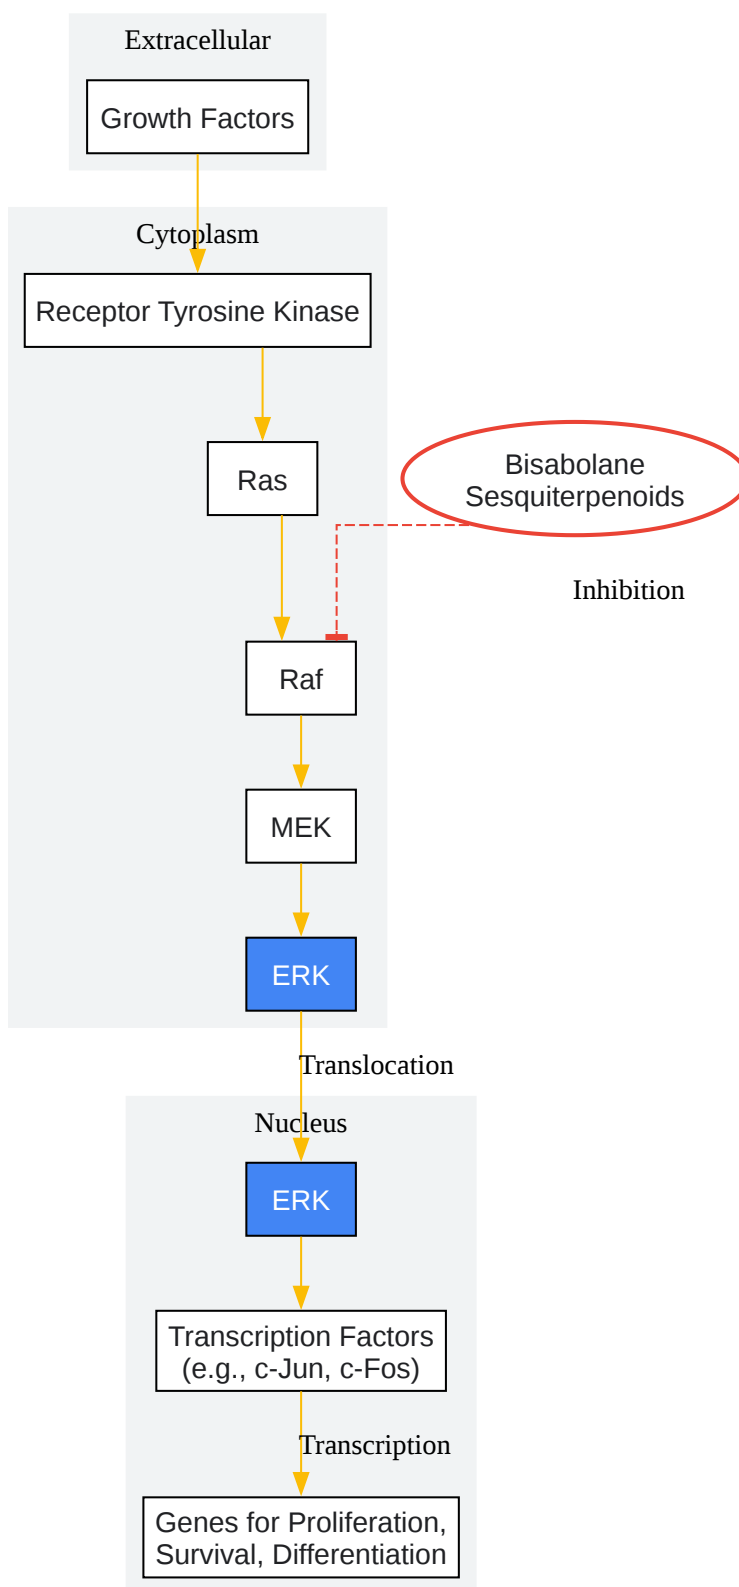 Extracellular
Growth Factors
Cytoplasm
Receptor Tyrosine Kinase
Ras
Bisabolane
Sesquiterpenoids
Inhibition
Raf
MEK
ERK
Translocation
Nucleus
ERK
Transcription Factors
(e.g., c-Jun, c-Fos)
Transcription
Genes for Proliferation,
Survival, Differentiation